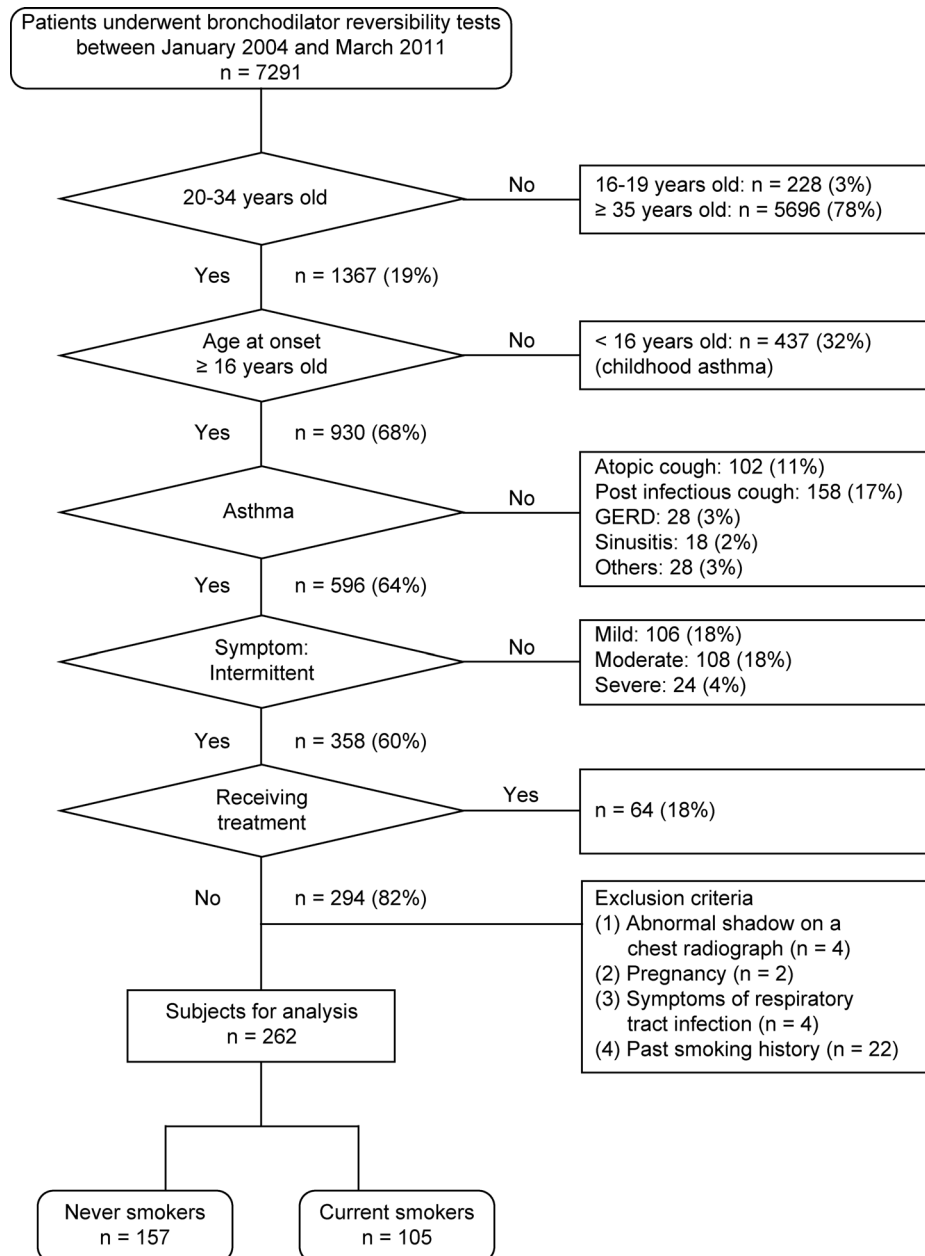 Patients underwent bronchodilator reversibility tests
between January 2004 and March 2011
n = 7291
20-34 years old
No
16-19 years old: n = 228 (3%)
≥ 35 years old: n = 5696 (78%)
Yes
n = 1367 (19%)
Age at onset
≥ 16 years old
No
< 16 years old: n = 437 (32%)
(childhood asthma)
Yes
n = 930 (68%)
Asthma
No
Atopic cough: 102 (11%)
Post infectious cough: 158 (17%)
GERD: 28 (3%)
Sinusitis: 18 (2%)
Others: 28 (3%)
Yes
n = 596 (64%)
Symptom:
Intermittent
No
Mild: 106 (18%)
Moderate: 108 (18%)
Severe: 24 (4%)
Yes
n = 358 (60%)
Receiving
treatment
Yes
n = 64 (18%)
No
n = 294 (82%)
Exclusion criteria
(1) Abnormal shadow on a
chest radiograph (n = 4)
(2) Pregnancy (n = 2)
(3) Symptoms of respiratory
tract infection (n = 4)
(4) Past smoking history (n = 22)
Subjects for analysis
n = 262
Never smokers
n = 157
Current smokers
n = 105